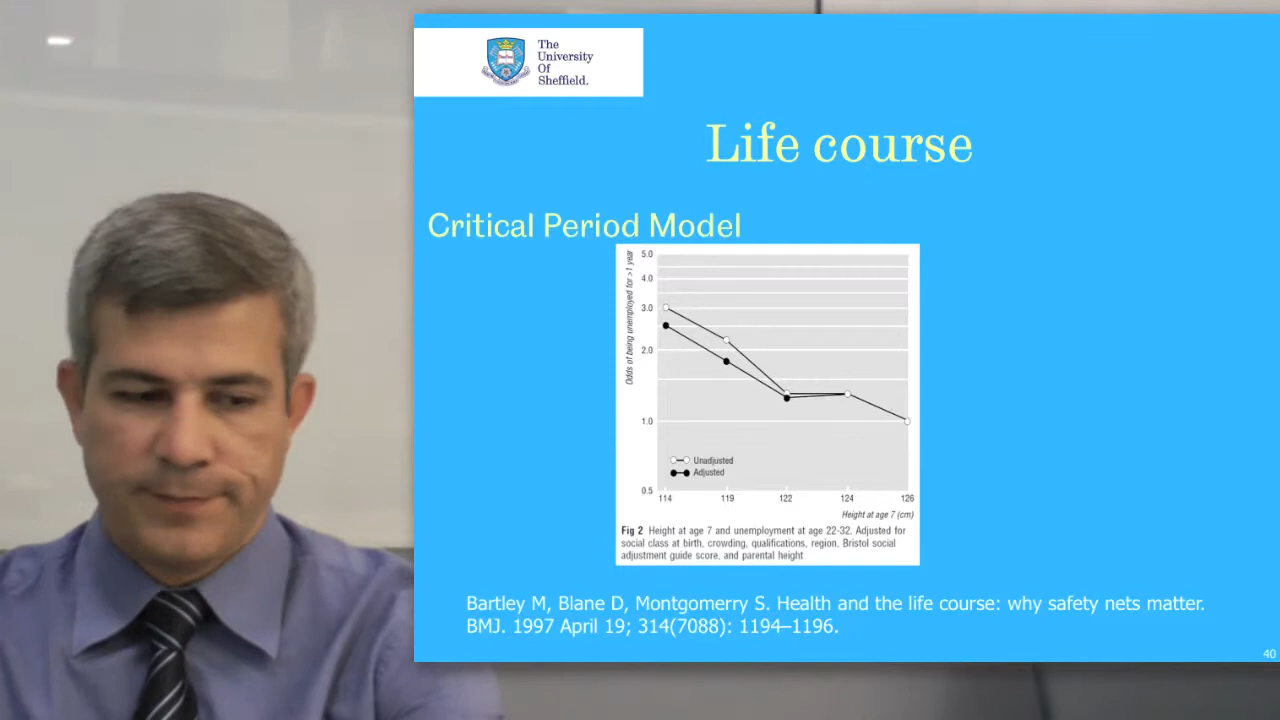 The
University
Of
Sheffield.
Life course
Critical Period Model
Odds of being unemployed for >1 year
5.0
4.0
3.0
2.0
1.0
0.5
Unadjusted
Adjusted
114 119 122 124 126
Height at age 7 (cm)
Fig 2 Height at age 7 and unemployment at age 22-32. Adjusted for
social class at birth, crowding, qualifications, region, Bristol social
adjustment guide score, and parental height
Bartley M, Blane D, Montgomerry S. Health and the life course: why safety nets matter.
BMJ. 1997 April 19; 314(7088): 1194–1196.
40